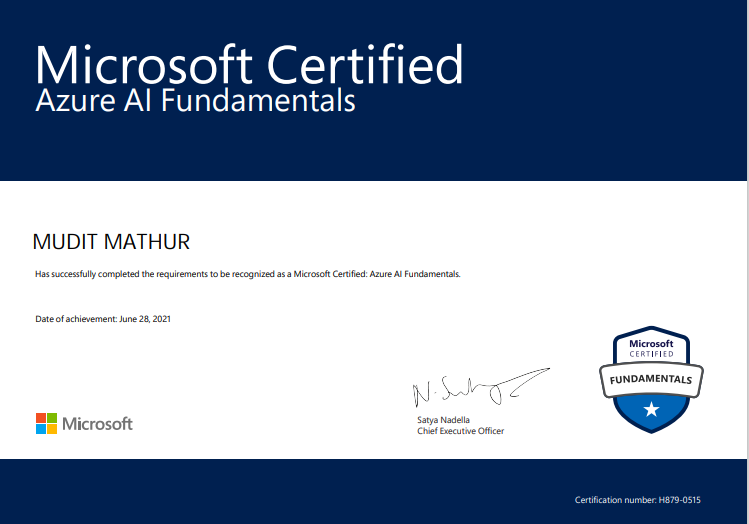 Microsoft Certified
Azure AI Fundamentals
MUDIT MATHUR
Has successfully completed the requirements to be recognized as a Microsoft Certified: Azure AI Fundamentals.
Date of achievement: June 28, 2021
Microsoft
CERTIFIED
FUNDAMENTALS
N. Satya
Satya Nadella
Chief Executive Officer
Microsoft
Certification number: H879-0515